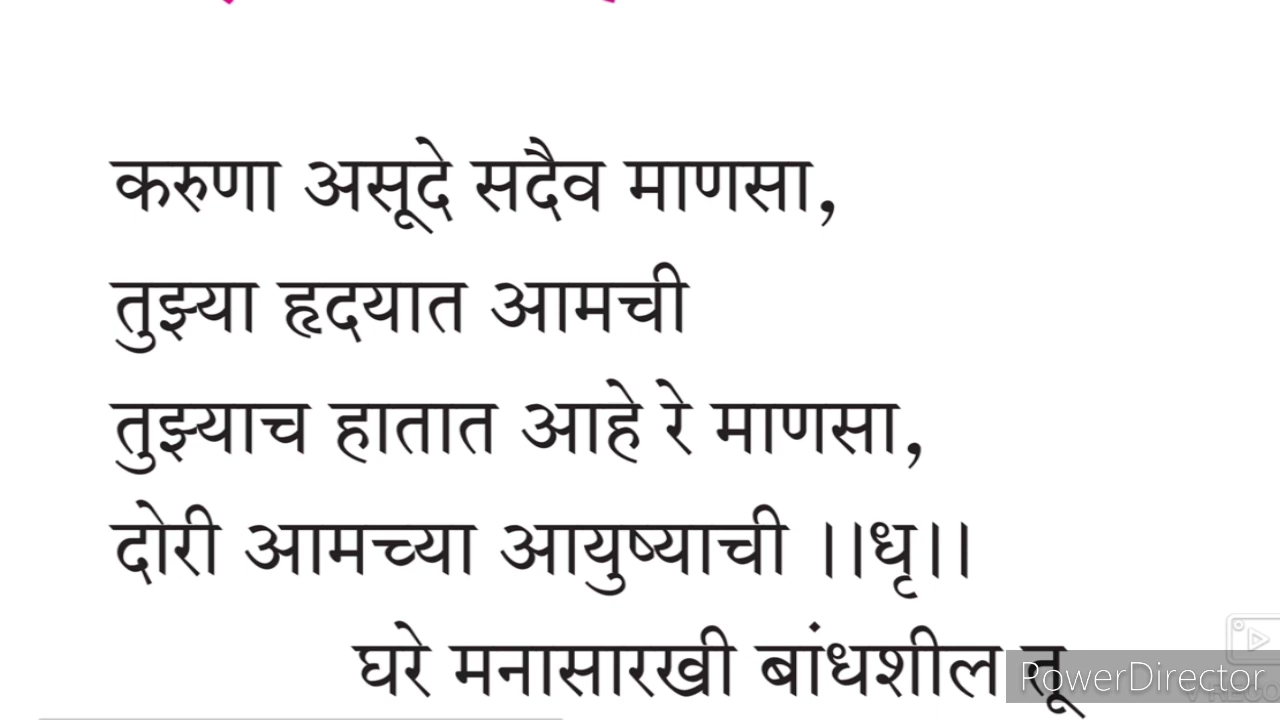 करुणा असूदे सदैव माणसा,
तुझ्या हृदयात आमची
तुझ्याच हातात आहे रे माणसा,
दोरी आमच्या आयुष्याची ।।धृ।।
घरे मनासारखी बांधशील तू
PowerDirector